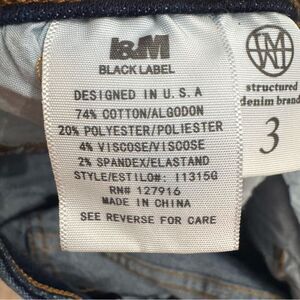 I&M
BLACK LABEL
DESIGNED IN U.S.A
74% COTTON/ALGODON
20% POLYESTER/POLIESTER
4% VISCOSE/VISCOSE
2% SPANDEX/ELASTAND
STYLE/ESTILO#: I1315G
RN# 127916
MADE IN CHINA
SEE REVERSE FOR CARE
structured
denim brand
3